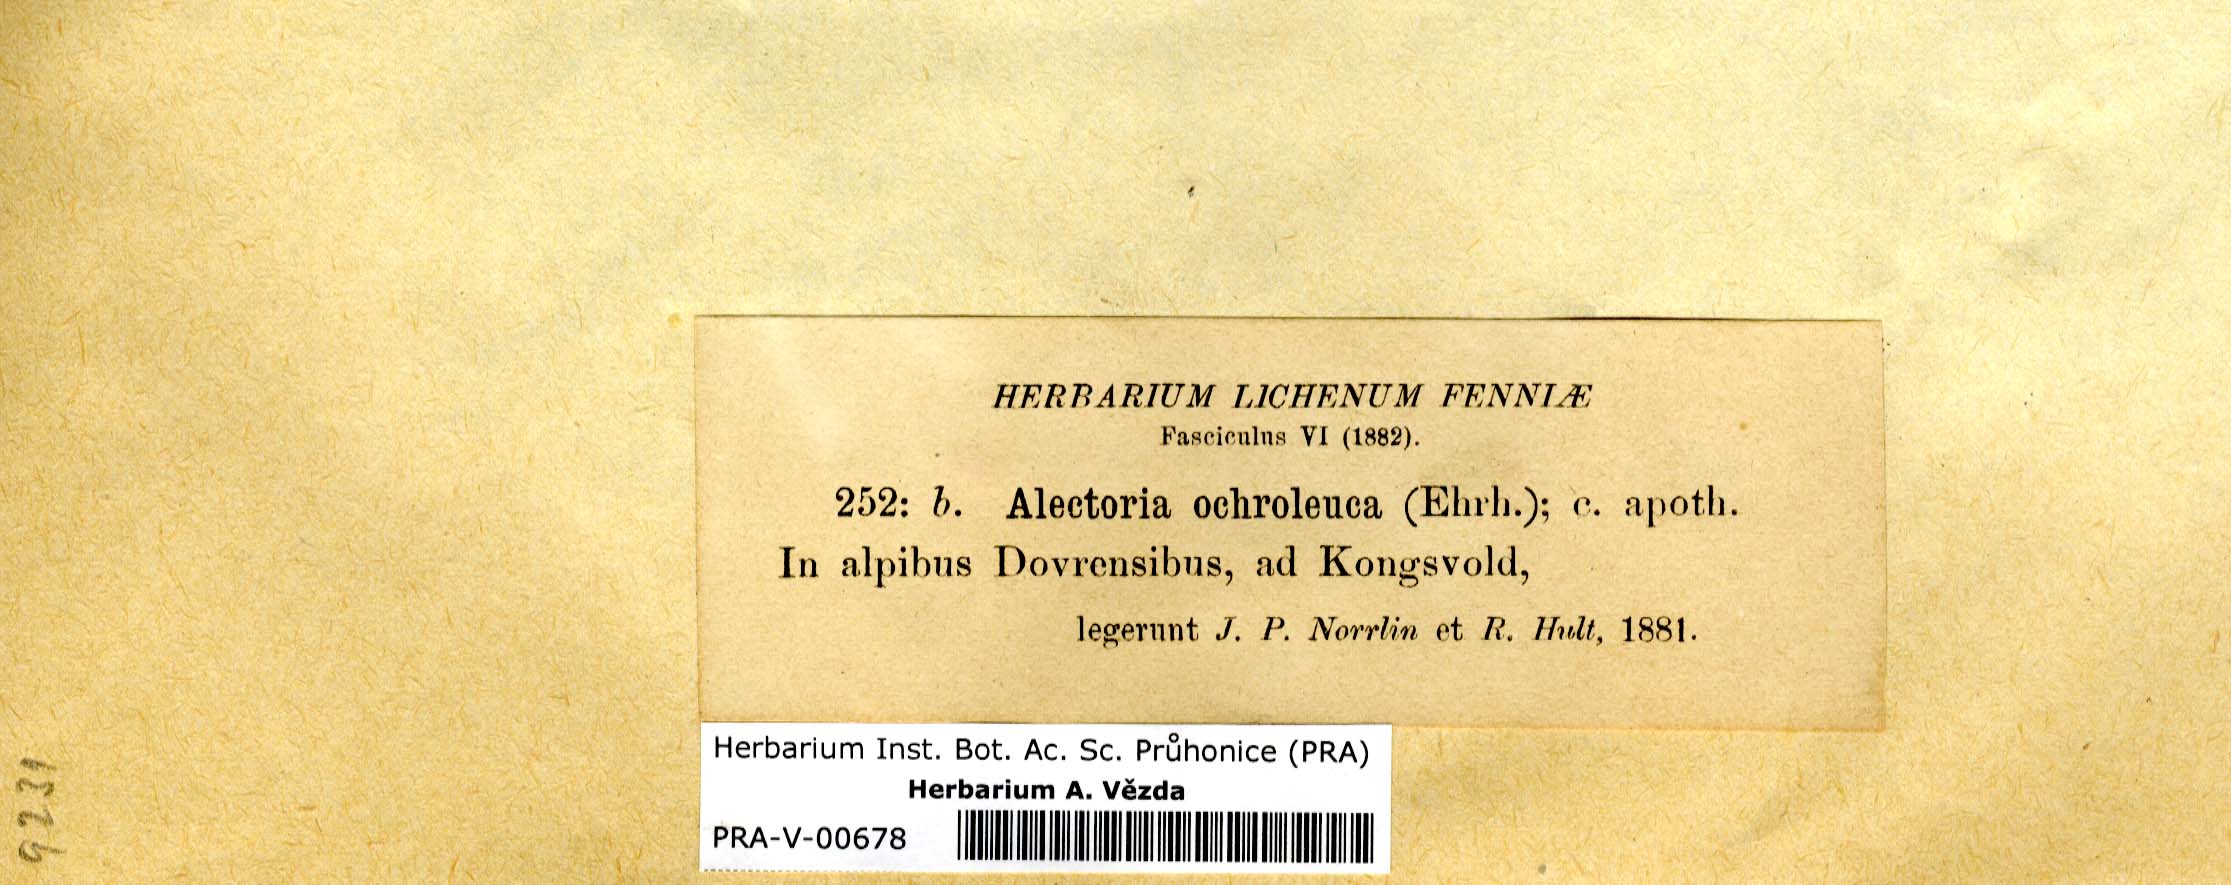 HERBARIUM LICHENUM FENNIÆ
Fasciculus VI (1882).
252: b. Alectoria ochroleuca (Ehrh.); c. apoth.
In alpibus Dovrensibus, ad Kongsvold,
legerunt J. P. Norrlin et R. Hult, 1881.
Herbarium Inst. Bot. Ac. Sc. Průhonice (PRA)
Herbarium A. Vězda
PRA-V-00678
9231